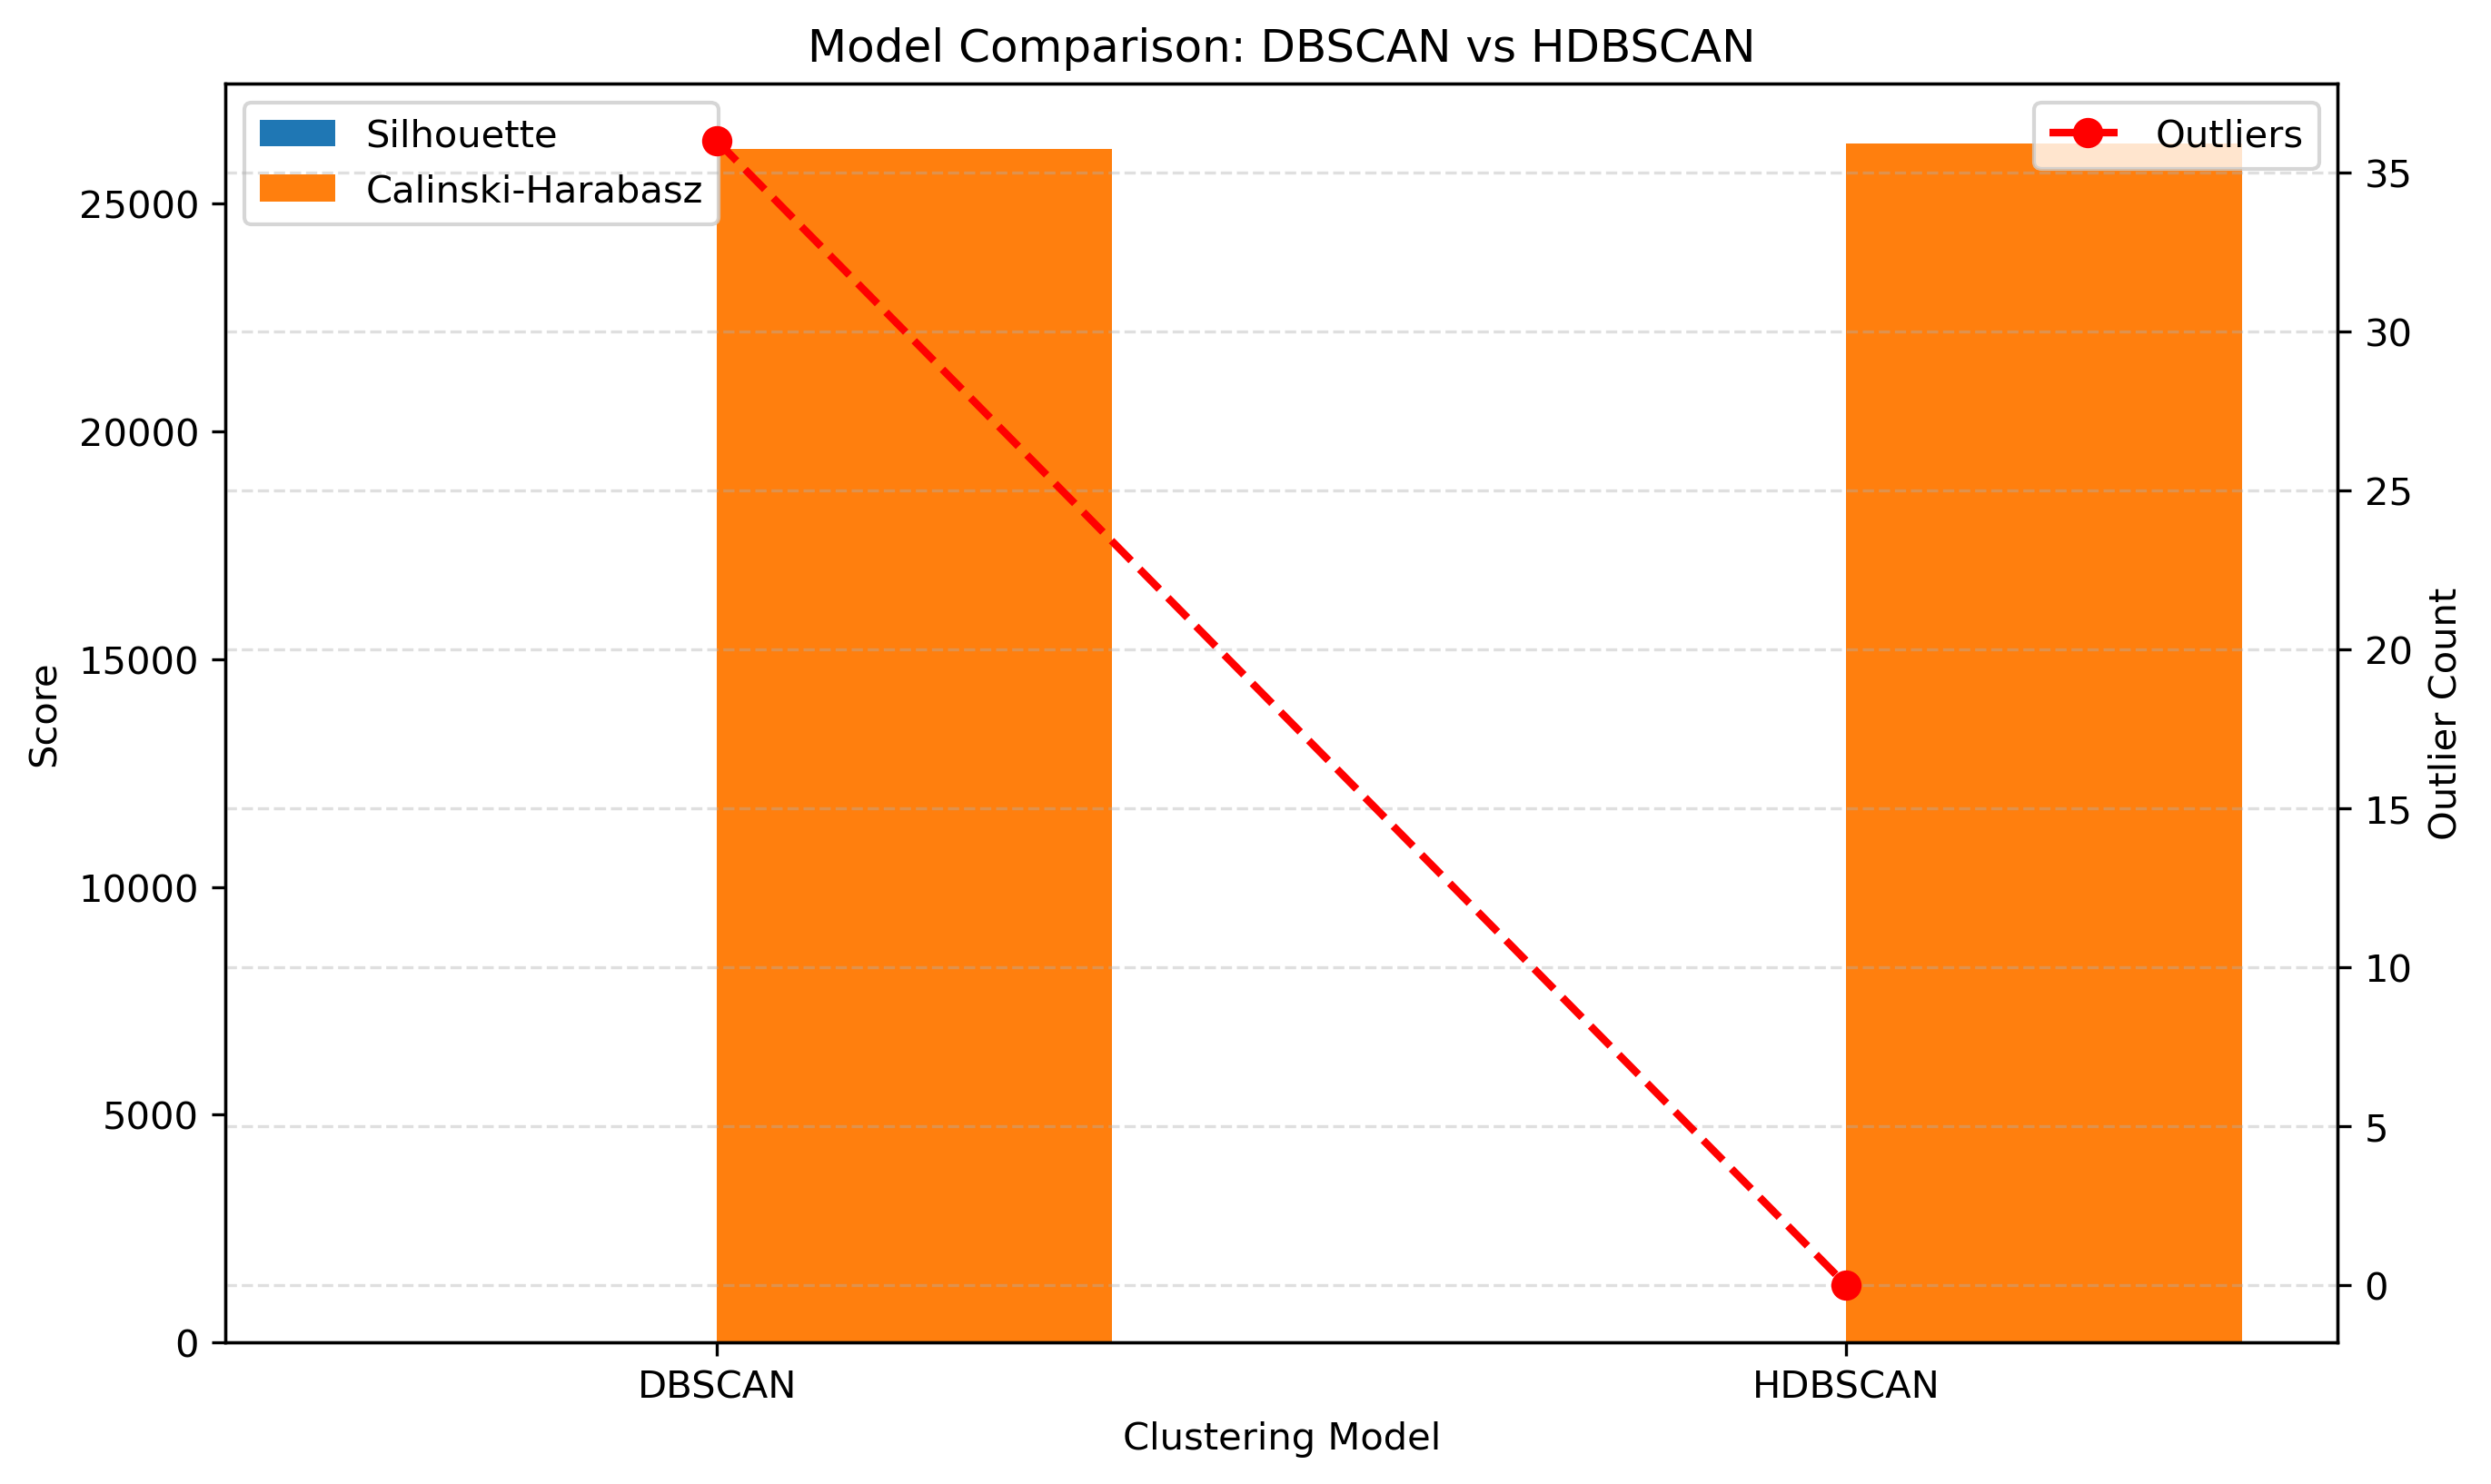 Model Comparison: DBSCAN vs HDBSCAN
Silhouette
Calinski-Harabasz
Outliers
Score
25000
20000
15000
10000
5000
0
35
30
25
20
15
10
5
0
Outlier Count
DBSCAN
HDBSCAN
Clustering Model